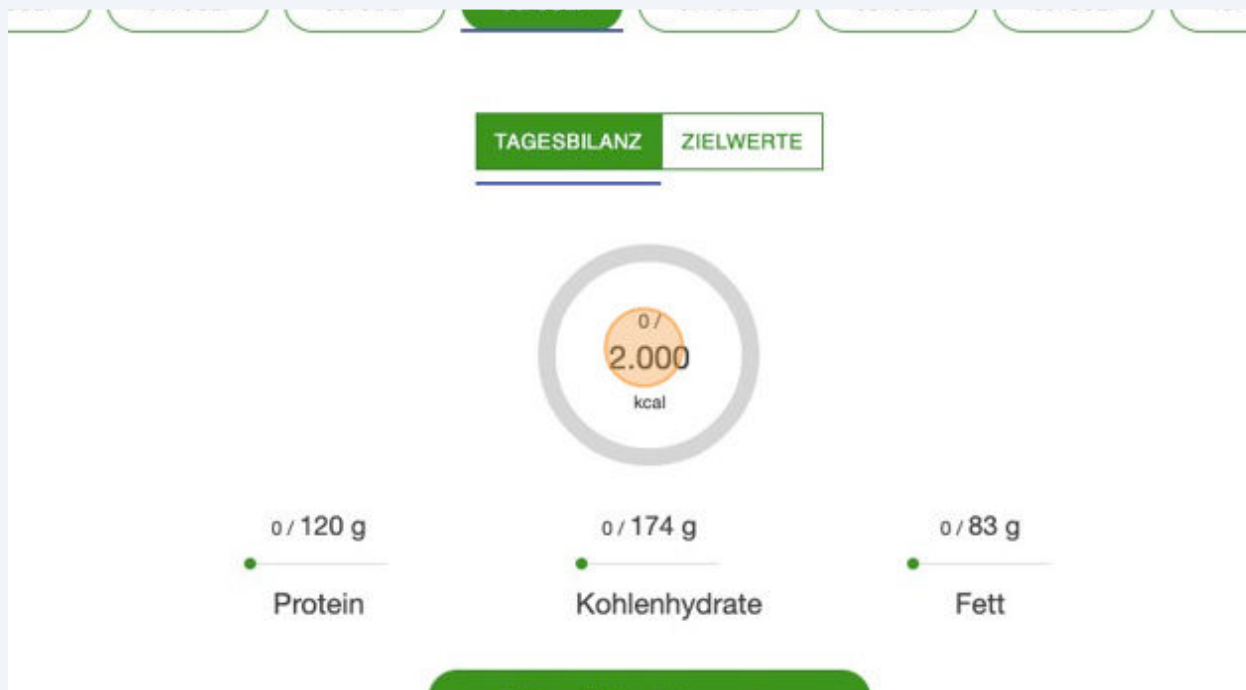 TAGESBILANZ ZIELWERTE
0 /
2.000
kcal
0 / 120 g 0 / 174 g 0 / 83 g
Protein Kohlenhydrate Fett